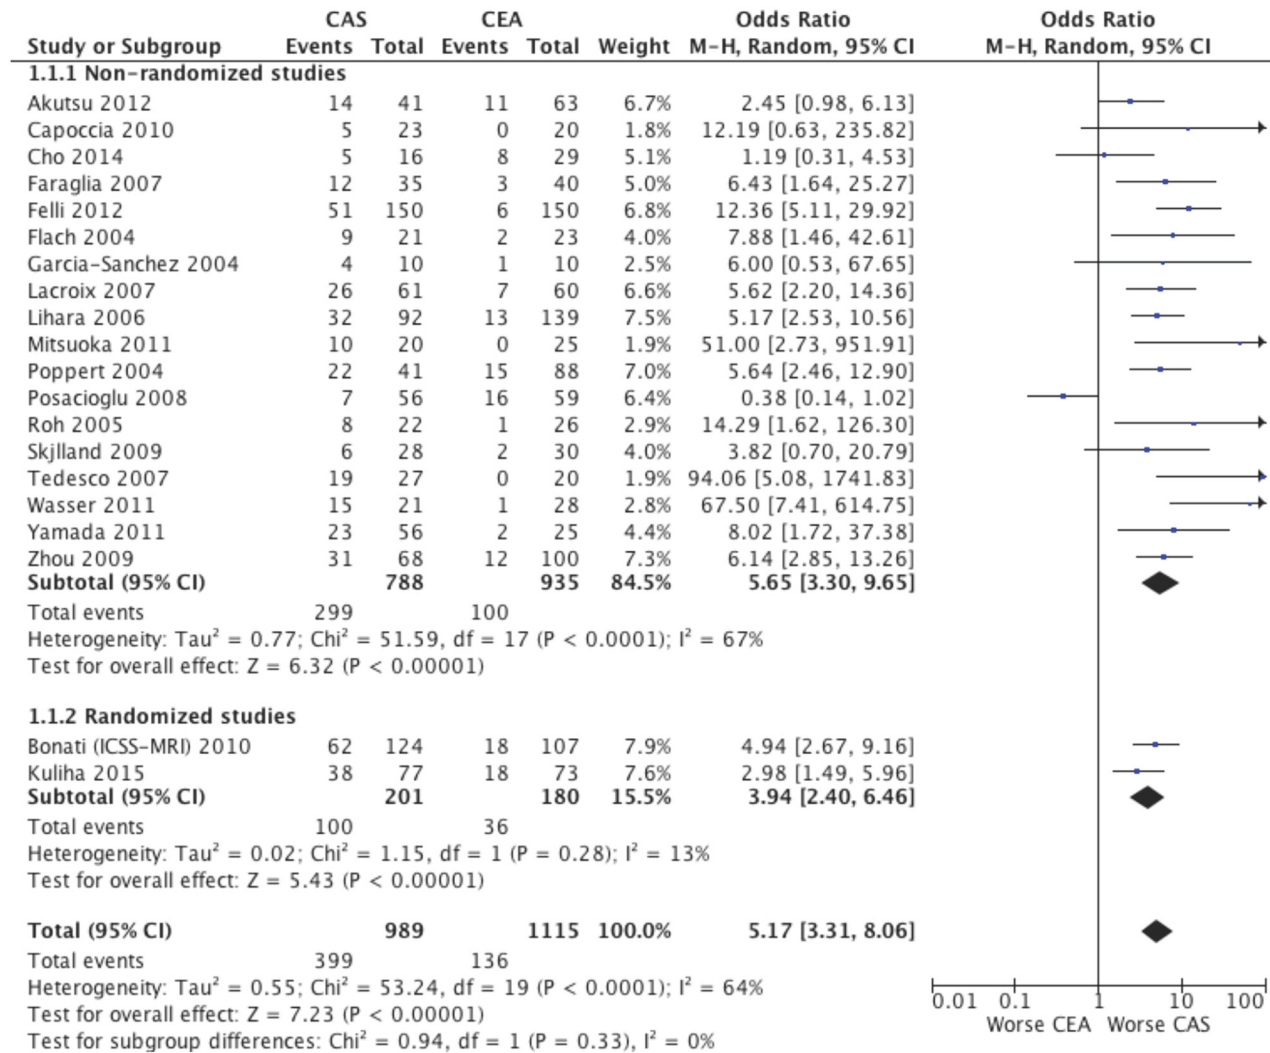 CAS CEA Odds Ratio Odds Ratio
Study or Subgroup Events Total Events Total Weight M-H, Random, 95% CI M-H, Random, 95% CI
1.1.1 Non-randomized studies
Akutsu 2012 14 41 11 63 6.7% 2.45 [0.98, 6.13]
Capoccia 2010 5 23 0 20 1.8% 12.19 [0.63, 235.82]
Cho 2014 5 16 8 29 5.1% 1.19 [0.31, 4.53]
Faraglia 2007 12 35 3 40 5.0% 6.43 [1.64, 25.27]
Felli 2012 51 150 6 150 6.8% 12.36 [5.11, 29.92]
Flach 2004 9 21 2 23 4.0% 7.88 [1.46, 42.61]
Garcia-Sanchez 2004 4 10 1 10 2.5% 6.00 [0.53, 67.65]
Lacroix 2007 26 61 7 60 6.6% 5.62 [2.20, 14.36]
Lihara 2006 32 92 13 139 7.5% 5.17 [2.53, 10.56]
Mitsuoka 2011 10 20 0 25 1.9% 51.00 [2.73, 951.91]
Poppert 2004 22 41 15 88 7.0% 5.64 [2.46, 12.90]
Posacioglu 2008 7 56 16 59 6.4% 0.38 [0.14, 1.02]
Roh 2005 8 22 1 26 2.9% 14.29 [1.62, 126.30]
Skjlland 2009 6 28 2 30 4.0% 3.82 [0.70, 20.79]
Tedesco 2007 19 27 0 20 1.9% 94.06 [5.08, 1741.83]
Wasser 2011 15 21 1 28 2.8% 67.50 [7.41, 614.75]
Yamada 2011 23 56 2 25 4.4% 8.02 [1.72, 37.38]
Zhou 2009 31 68 12 100 7.3% 6.14 [2.85, 13.26]
Subtotal (95% CI) 788 935 84.5% 5.65 [3.30, 9.65]
Total events 299 100
Heterogeneity: Tau² = 0.77; Chi² = 51.59, df = 17 (P < 0.0001); I² = 67%
Test for overall effect: Z = 6.32 (P < 0.00001)
1.1.2 Randomized studies
Bonati (ICSS-MRI) 2010 62 124 18 107 7.9% 4.94 [2.67, 9.16]
Kuliha 2015 38 77 18 73 7.6% 2.98 [1.49, 5.96]
Subtotal (95% CI) 201 180 15.5% 3.94 [2.40, 6.46]
Total events 100 36
Heterogeneity: Tau² = 0.02; Chi² = 1.15, df = 1 (P = 0.28); I² = 13%
Test for overall effect: Z = 5.43 (P < 0.00001)
Total (95% CI) 989 1115 100.0% 5.17 [3.31, 8.06]
Total events 399 136
Heterogeneity: Tau² = 0.55; Chi² = 53.24, df = 19 (P < 0.0001); I² = 64%
Test for overall effect: Z = 7.23 (P < 0.00001)
Test for subgroup differences: Chi² = 0.94, df = 1 (P = 0.33), I² = 0%
0.01 0.1 1 10 100
Worse CEA Worse CAS